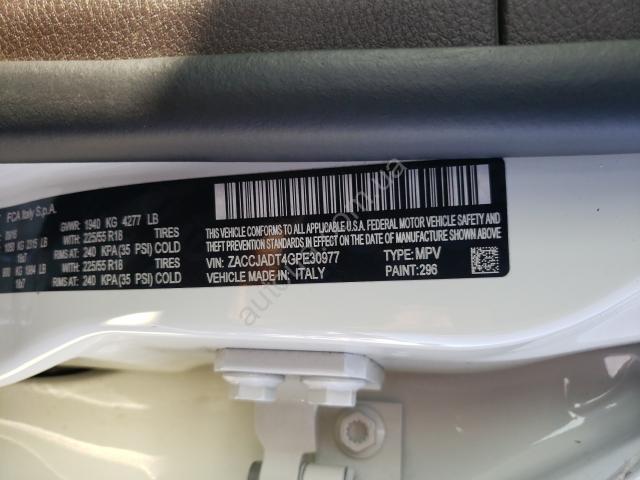 FCA Italy S.p.A.
GVWR: 1940 KG 4277 LB
WITH: 225/55 R18 TIRES
RIMS AT: 240 KPA(35 PSI) COLD
WITH: 225/55 R18 TIRES
RIMS AT: 240 KPA(35 PSI) COLD
THIS VEHICLE CONFORMS TO ALL APPLICABLE U.S.A. FEDERAL MOTOR VEHICLE SAFETY
AND THEFT PREVENTION STANDARDS IN EFFECT ON THE DATE OF MANUFACTURE SHOWN ABOVE.
VIN: ZACCJADT4GPE30977 TYPE: MPV
VEHICLE MADE IN: ITALY PAINT: 296